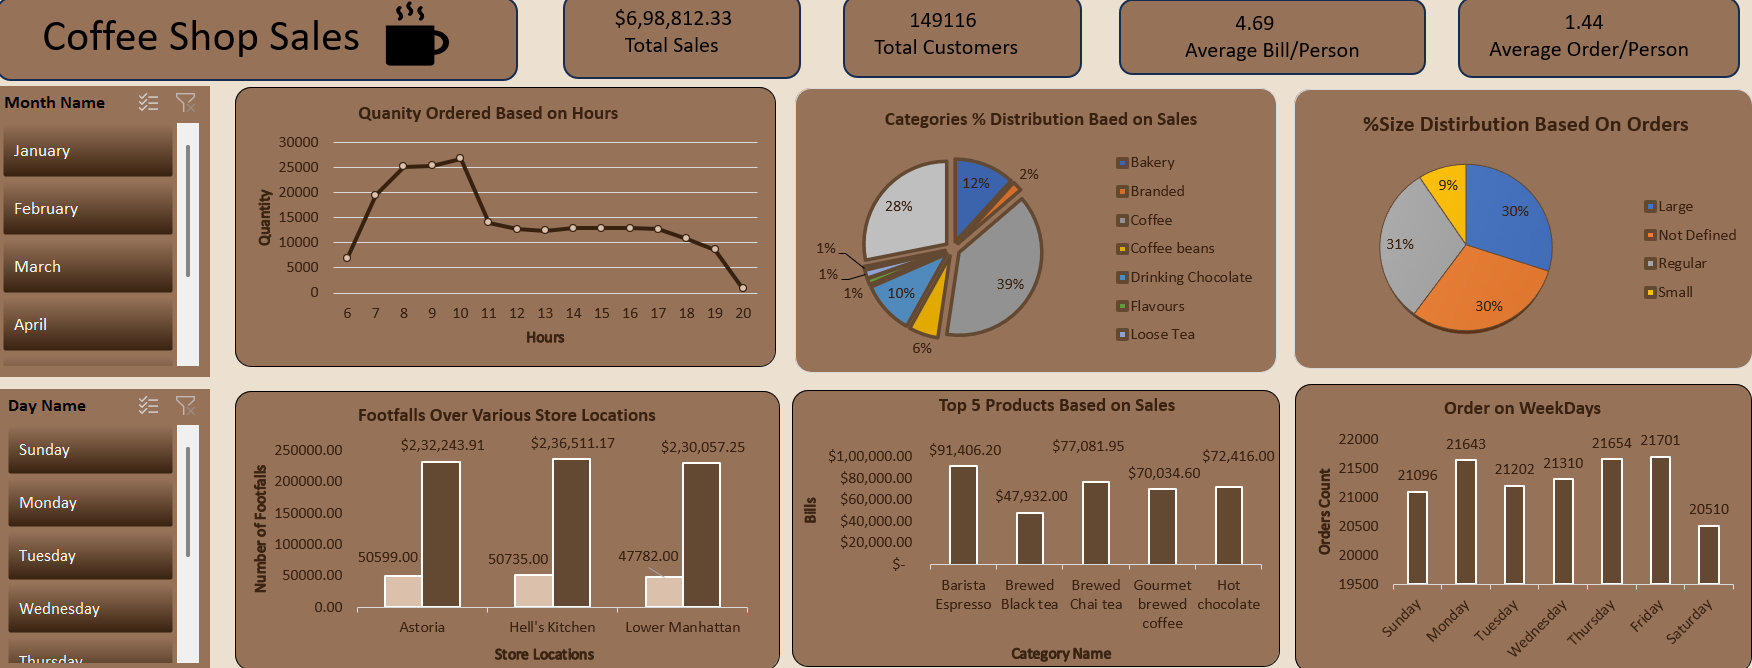 Coffee Shop Sales
$6,98,812.33
Total Sales
149116
Total Customers
4.69
Average Bill/Person
1.44
Average Order/Person
Month Name
January
February
March
April
Day Name
Sunday
Monday
Tuesday
Wednesday
Thursday
Quanity Ordered Based on Hours
Quantity
30000
25000
20000
15000
10000
5000
0
6 7 8 9 10 11 12 13 14 15 16 17 18 19 20
Hours
Categories % Distribution Baed on Sales
12%
2%
39%
6%
10%
1%
1%
1%
28%
Bakery
Branded
Coffee
Coffee beans
Drinking Chocolate
Flavours
Loose Tea
%Size Distirbution Based On Orders
30%
30%
31%
9%
Large
Not Defined
Regular
Small
Footfalls Over Various Store Locations
Number of Footfalls
250000.00
200000.00
150000.00
100000.00
50000.00
0.00
$2,32,243.91
$2,36,511.17
$2,30,057.25
50599.00
50735.00
47782.00
Astoria
Hell's Kitchen
Lower Manhattan
Store Locations
Top 5 Products Based on Sales
Bills
$1,00,000.00
$80,000.00
$60,000.00
$40,000.00
$20,000.00
$-
$91,406.20
$47,932.00
$77,081.95
$70,034.60
$72,416.00
Barista
Espresso
Brewed
Black tea
Brewed
Chai tea
Gourmet
brewed
coffee
Hot
chocolate
Category Name
Order on WeekDays
Orders Count
22000
21500
21000
20500
20000
19500
21096
21643
21202
21310
21654
21701
20510
Sunday
Monday
Tuesday
Wednesday
Thursday
Friday
Saturday